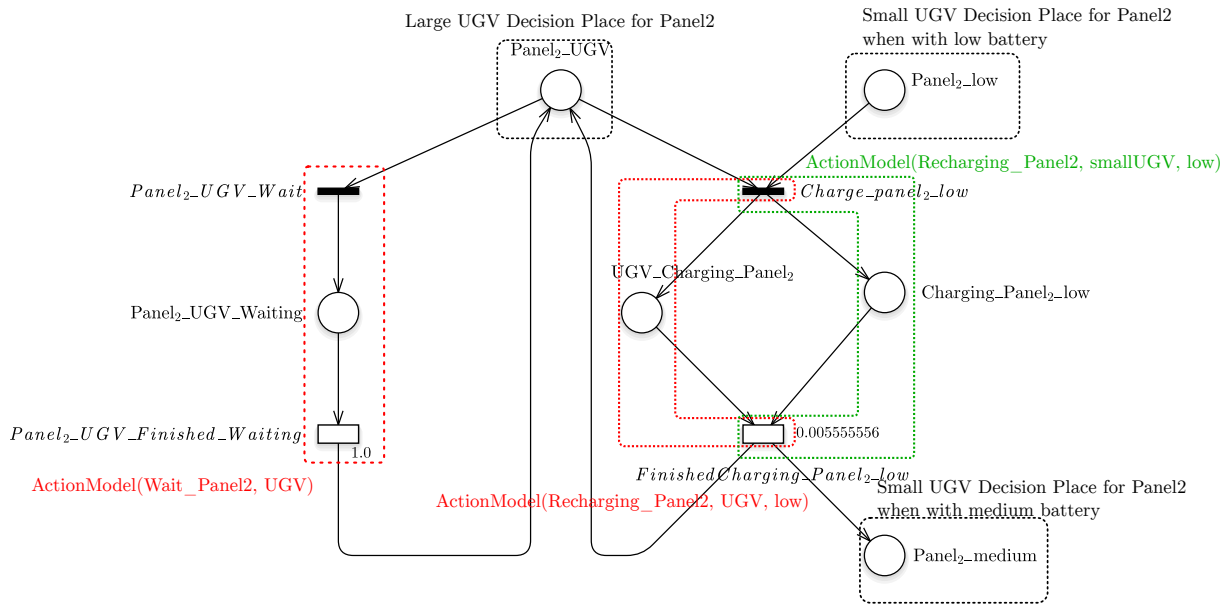 Large UGV Decision Place for Panel2
Small UGV Decision Place for Panel2
when with low battery
Panel₂_UGV
Panel₂_low
ActionModel(Recharging_Panel2, smallUGV, low)
Panel₂_UGV_Wait
Charge_panel₂_low
UGV_Charging_Panel₂
Charging_Panel₂_low
Panel₂_UGV_Waiting
Panel₂_UGV_Finished_Waiting
1.0
0.005555556
FinishedCharging_Panel₂_low
ActionModel(Wait_Panel2, UGV)
ActionModel(Recharging_Panel2, UGV, low)
Small UGV Decision Place for Panel2
when with medium battery
Panel₂_medium